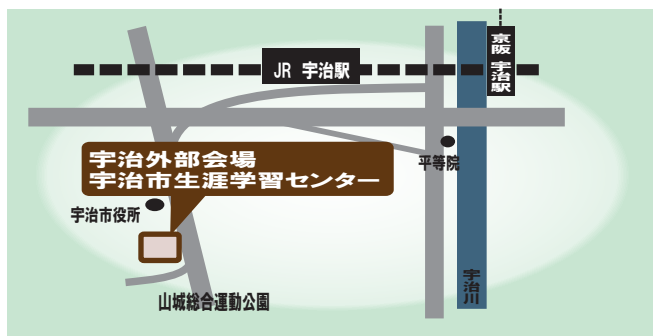 JR 宇治駅
京阪 宇治駅
宇治外部会場
宇治市生涯学習センター
平等院
宇治市役所
宇治川
山城総合運動公園